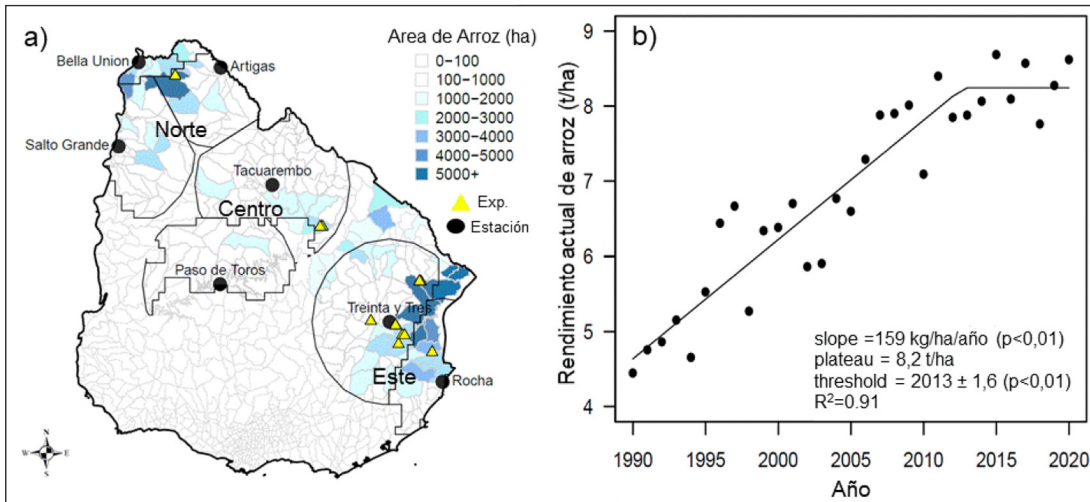 a)
Bella Union
Artigas
Norte
Salto Grande
Tacuarembo
Centro
Paso de Toros
Treinta y Tres
Este
Rocha
N
W
E
S
Area de Arroz (ha)
0–100
100–1000
1000–2000
2000–3000
3000–4000
4000–5000
5000+
Exp.
Estación
b)
Rendimiento actual de arroz (t/ha)
9
8
7
6
5
4
slope =159 kg/ha/año (p<0,01)
plateau = 8,2 t/ha
threshold = 2013 ± 1,6 (p<0,01)
R²=0.91
1990 1995 2000 2005 2010 2015 2020
Año